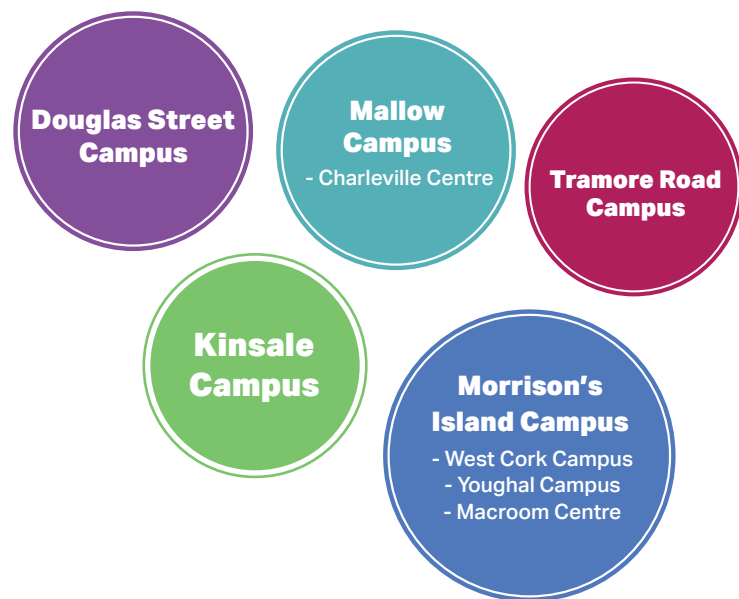 Douglas Street
Campus
Mallow
Campus
- Charleville Centre
Tramore Road
Campus
Kinsale
Campus
Morrison’s
Island Campus
- West Cork Campus
- Youghal Campus
- Macroom Centre